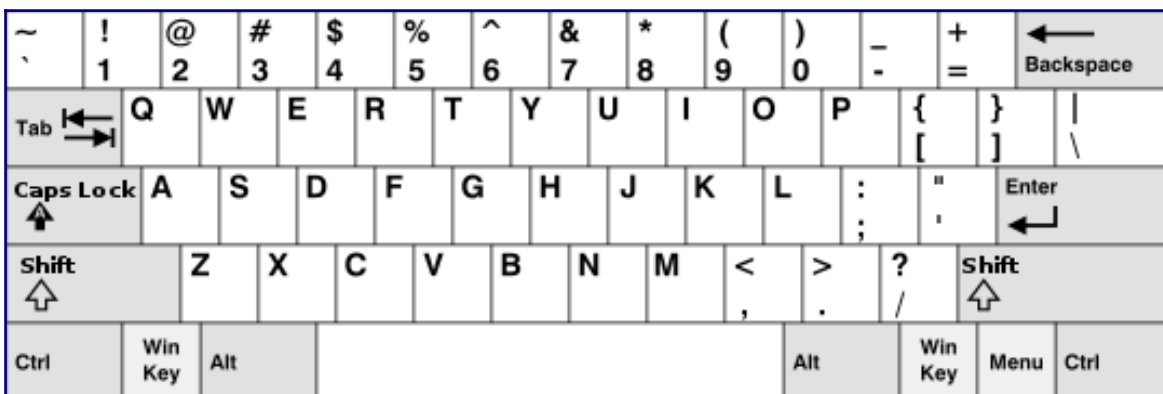 ~ ! @ # $ % ^ & * ( ) _ +
` 1 2 3 4 5 6 7 8 9 0 - = Backspace
Tab Q W E R T Y U I O P { } |
[ ] \
Caps Lock A S D F G H J K L : " Enter
; '
Shift Z X C V B N M < > ? Shift
, . /
Ctrl Win Key Alt Alt Win Key Menu Ctrl